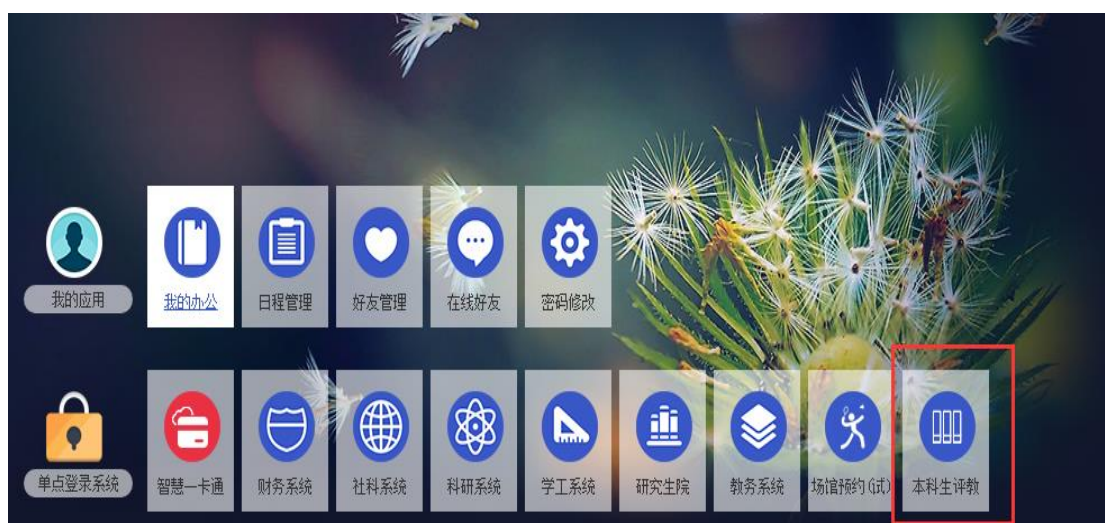 我的应用
我的办公
日程管理
好友管理
在线好友
密码修改
单点登录系统
智慧一卡通
财务系统
社科系统
科研系统
学工系统
研究生院
教务系统
场馆预约(试)
本科生评教